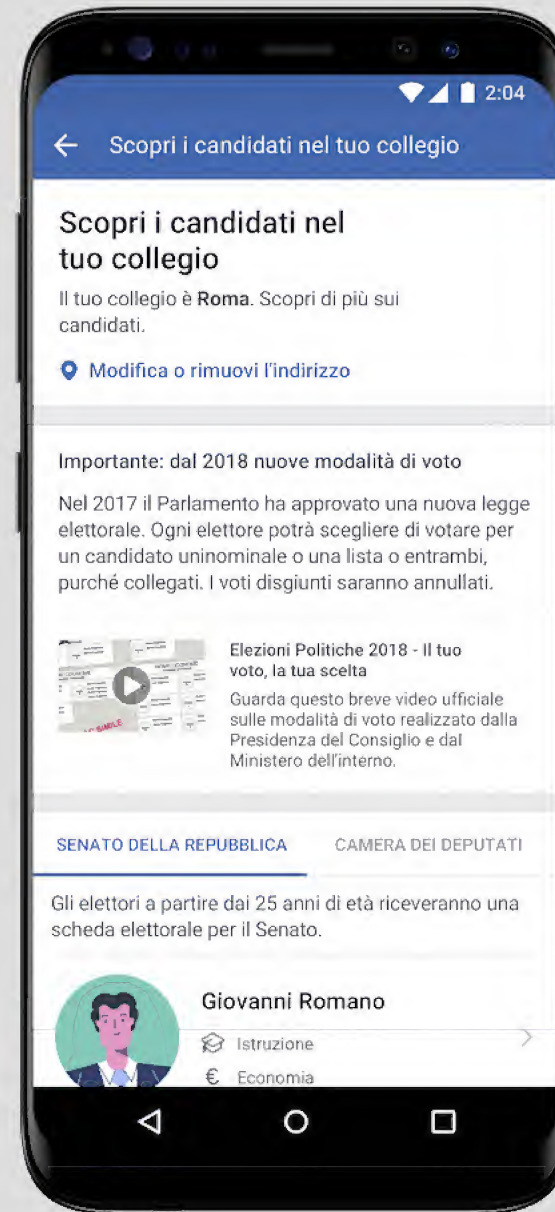 2:04
Scopri i candidati nel tuo collegio
Scopri i candidati nel
tuo collegio
Il tuo collegio è Roma. Scopri di più sui
candidati.
Modifica o rimuovi l'indirizzo
Importante: dal 2018 nuove modalità di voto
Nel 2017 il Parlamento ha approvato una nuova legge
elettorale. Ogni elettore potrà scegliere di votare per
un candidato uninominale o una lista o entrambi,
purché collegati. I voti disgiunti saranno annullati.
Elezioni Politiche 2018 - Il tuo
voto, la tua scelta
Guarda questo breve video ufficiale
sulle modalità di voto realizzato dalla
Presidenza del Consiglio e dal
Ministero dell'interno.
SENATO DELLA REPUBBLICA
CAMERA DEI DEPUTATI
Gli elettori a partire dai 25 anni di età riceveranno una
scheda elettorale per il Senato.
Giovanni Romano
Istruzione
€ Economia